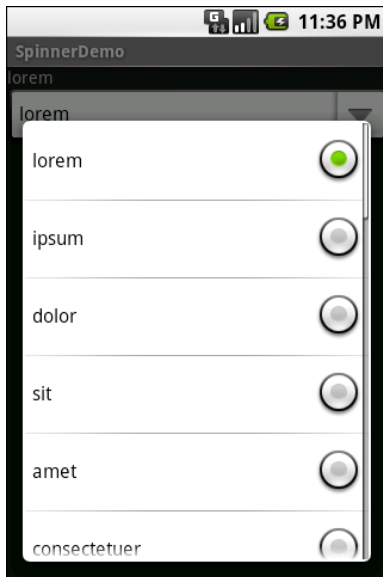 G 11:36 PM
SpinnerDemo
lorem
lorem
lorem
ipsum
dolor
sit
amet
consectetuer